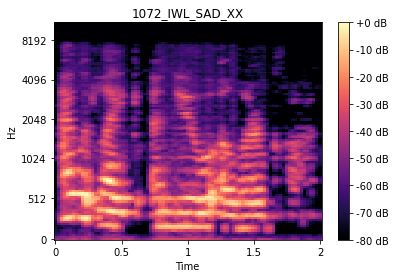 1072_IWL_SAD_XX
Hz
8192
4096
2048
1024
512
0
0
0.5
1
1.5
2
Time
+0 dB
-10 dB
-20 dB
-30 dB
-40 dB
-50 dB
-60 dB
-70 dB
-80 dB